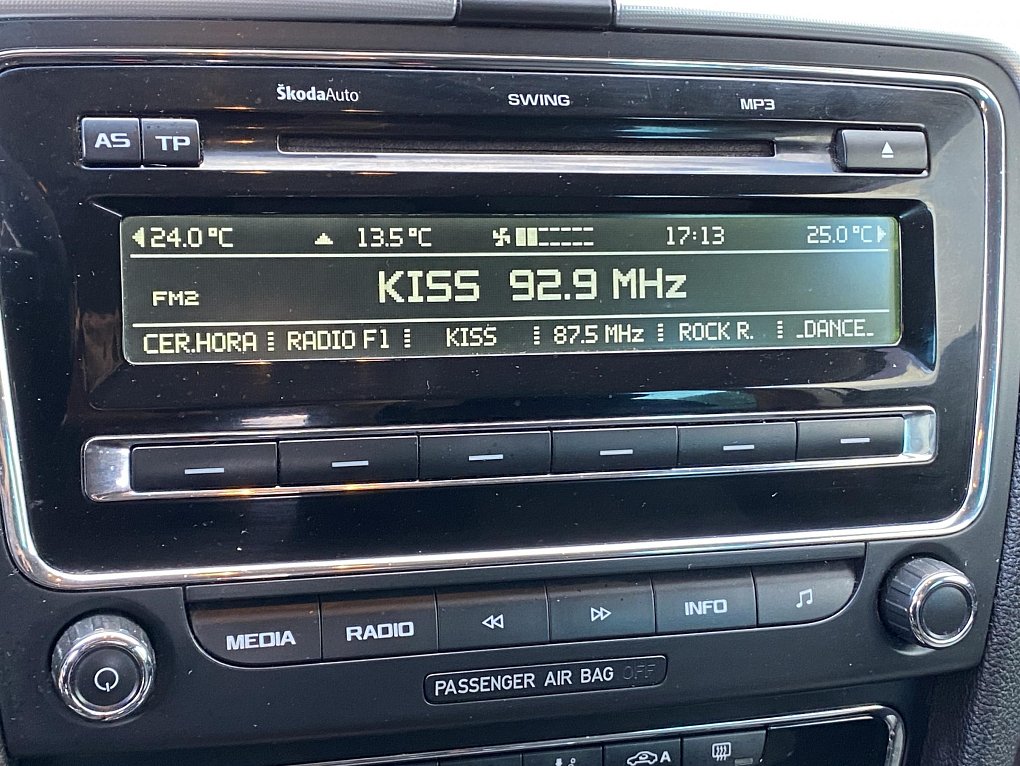 ŠkodaAuto SWING MP3
AS TP
24.0 °C 13.5 °C 17:13 25.0 °C
KISS 92.9 MHz
FM2
CER.HORA RADIO F1 KISS 87.5 MHz ROCK R. _DANCE_
MEDIA RADIO INFO
PASSENGER AIR BAG OFF
A